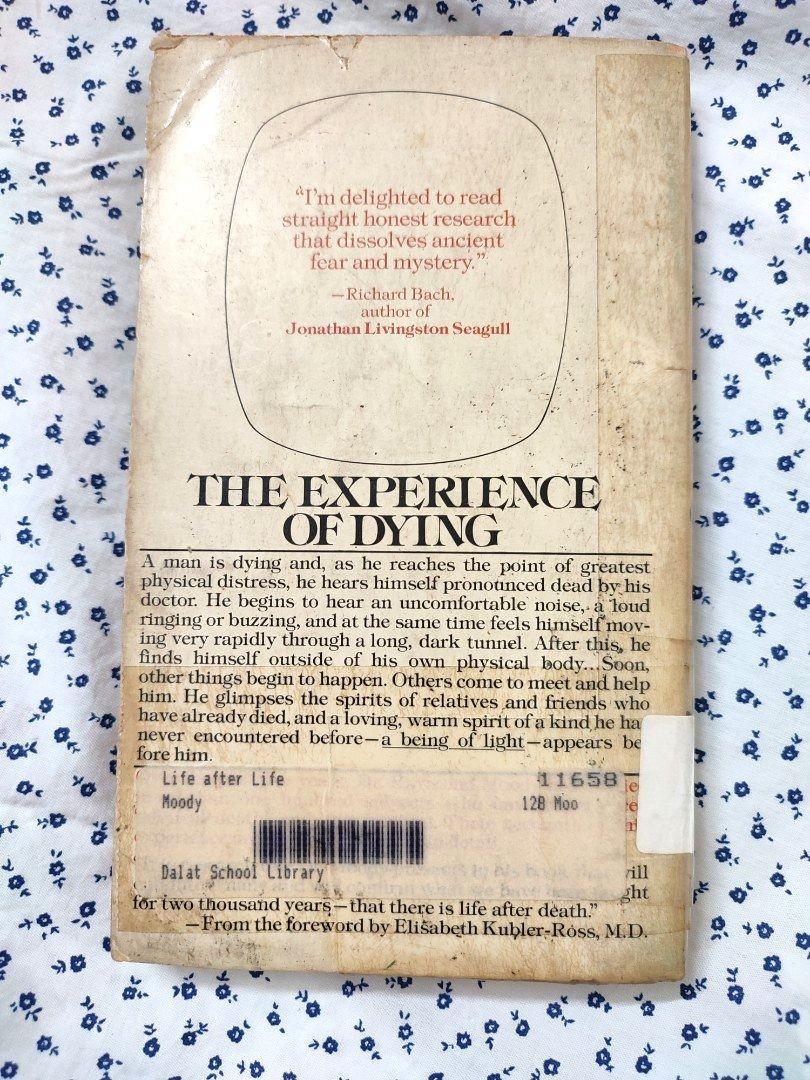 “I’m delighted to read
straight honest research
that dissolves ancient
fear and mystery.”
—Richard Bach,
author of
Jonathan Livingston Seagull
THE EXPERIENCE
OF DYING
A man is dying and, as he reaches the point of greatest
physical distress, he hears himself pronounced dead by his
doctor. He begins to hear an uncomfortable noise, a loud
ringing or buzzing, and at the same time feels himself mov-
ing very rapidly through a long, dark tunnel. After this, he
finds himself outside of his own physical body...Soon,
other things begin to happen. Others come to meet and help
him. He glimpses the spirits of relatives and friends who
have already died, and a loving, warm spirit of a kind he ha
never encountered before—a being of light—appears be
fore him.
Life after Life 11658
Moody 128 Moo
Dalat School Library
will
ght
for two thousand years—that there is life after death.”
—From the foreword by Elisabeth Kubler-Ross, M.D.